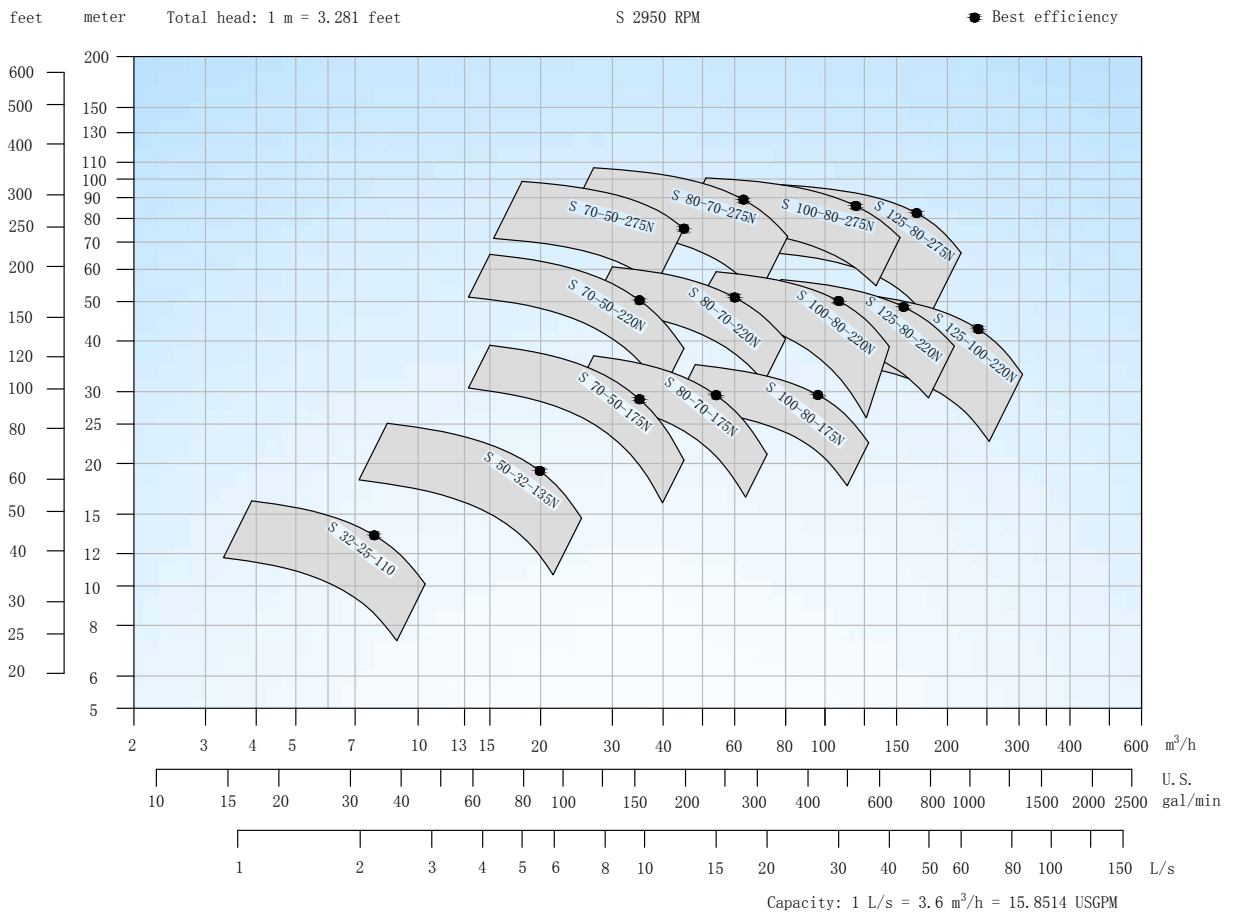 feet meter Total head: 1 m = 3.281 feet S 2950 RPM Best efficiency
200
600
500 150
400 130
110
100
300 90
80
250 70
200 60
50
150
120 40
100 30
80 25
60 20
50 15
40 12
10
30
25 8
20 6
5
S 70-50-275N
S 80-70-275N
S 100-80-275N
S 125-80-275N
S 70-50-220N
S 80-70-220N
S 100-80-220N
S 125-80-220N
S 125-100-220N
S 70-50-175N
S 80-70-175N
S 100-80-175N
S 50-32-135N
S 32-25-110
2 3 4 5 7 10 13 15 20 30 40 60 80 100 150 200 300 400 600 m³/h
U.S.
10 15 20 30 40 60 80 100 150 200 300 400 600 800 1000 1500 2000 2500 gal/min
1 2 3 4 5 6 8 10 15 20 30 40 50 60 80 100 150 L/s
Capacity: 1 L/s = 3.6 m³/h = 15.8514 USGPM